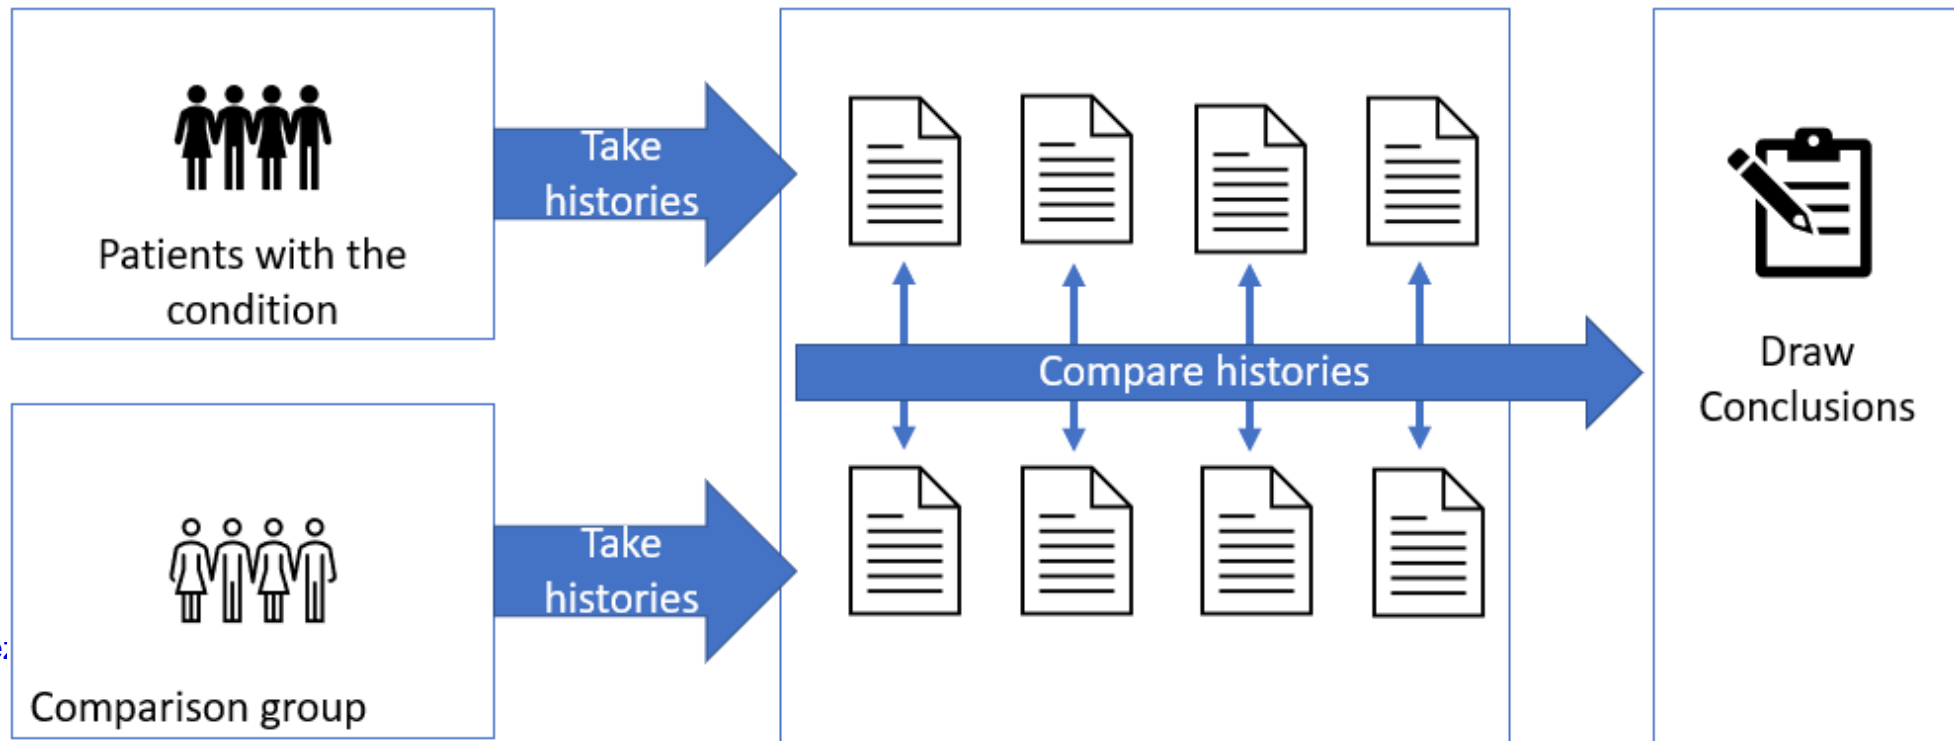 Take
histories
Patients with the
condition
Compare histories
Draw
Conclusions
Take
histories
Comparison group